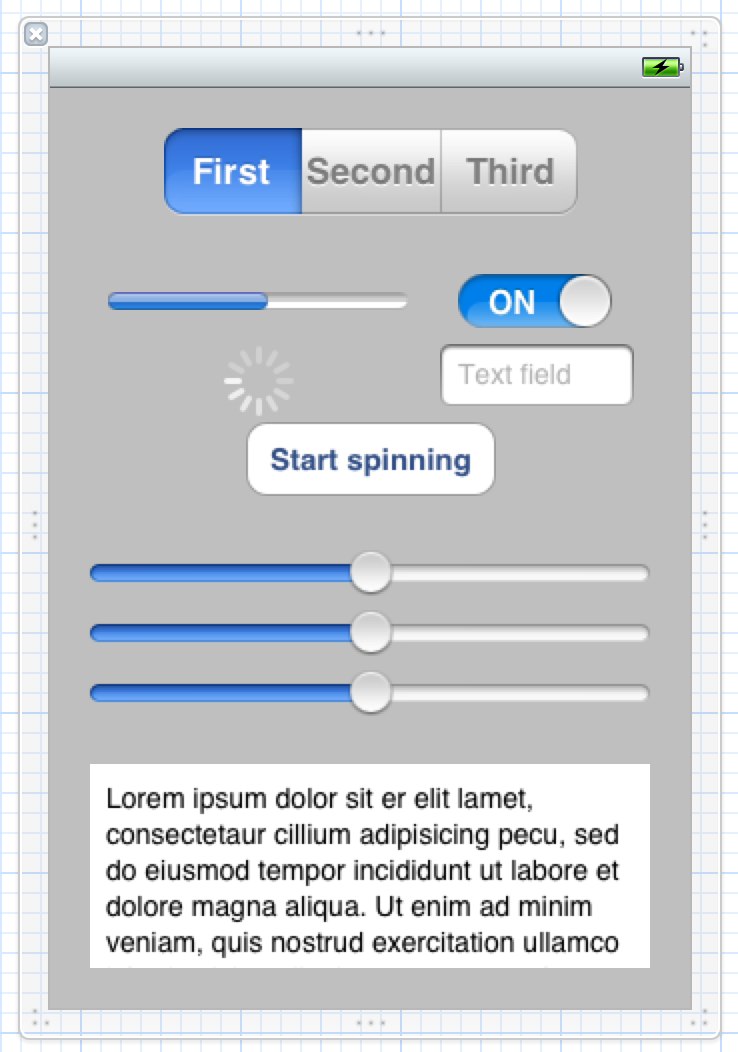 First Second Third
ON
Text field
Start spinning
Lorem ipsum dolor sit er elit lamet,
consectetaur cillium adipisicing pecu, sed
do eiusmod tempor incididunt ut labore et
dolore magna aliqua. Ut enim ad minim
veniam, quis nostrud exercitation ullamco